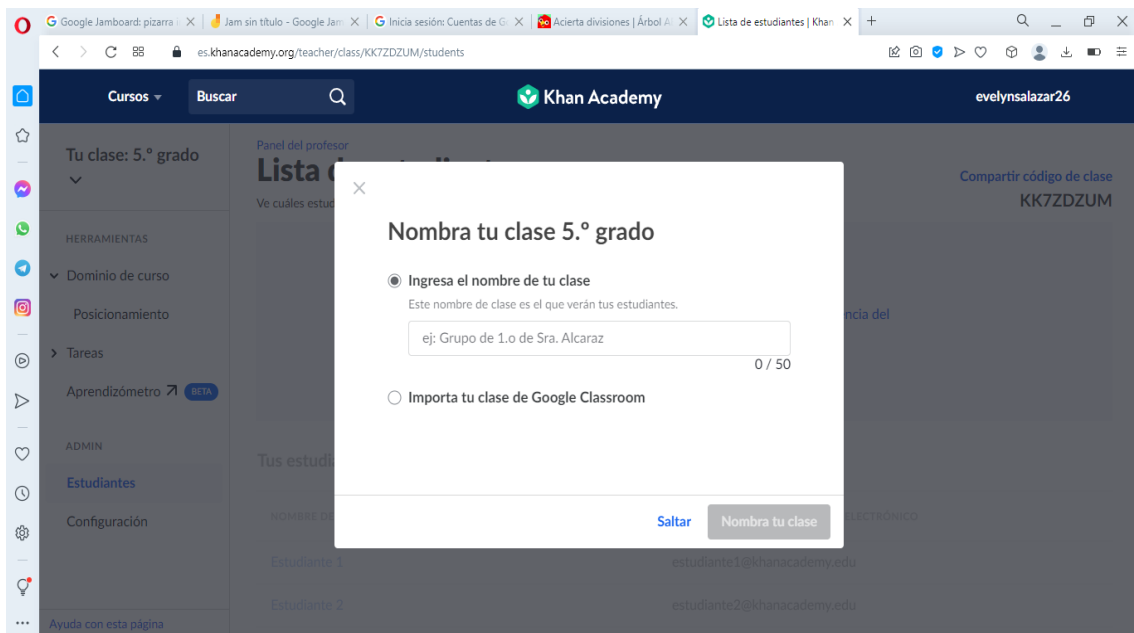 Google Jamboard: pizarra i
Jam sin título - Google Jam
Inicia sesión: Cuentas de Go
Acierta divisiones | Árbol A
Lista de estudiantes | Khan
es.khanacademy.org/teacher/class/KK7ZDZUM/students
Cursos
Buscar
Khan Academy
evelynsalazar26
Tu clase: 5.º grado
Panel del profesor
Compartir código de clase
Ve cuáles estud
KK7ZDZUM
HERRAMIENTAS
Dominio de curso
Posicionamiento
Tareas
Aprendizómetro BETA
ADMIN
Estudiantes
Configuración
Ayuda con esta página
Nombra tu clase 5.º grado
Ingresa el nombre de tu clase
Este nombre de clase es el que verán tus estudiantes.
ej: Grupo de 1.o de Sra. Alcaraz
0 / 50
Importa tu clase de Google Classroom
Saltar
Nombra tu clase
ncia del
Tus estudi
NOMBRE DE
ELECTRÓNICO
Estudiante 1
estudiante1@khanacademy.edu
Estudiante 2
estudiante2@khanacademy.edu